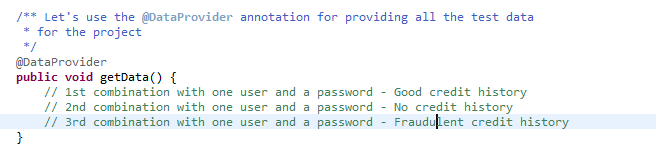 /** Let's use the @DataProvider annotation for providing all the test data
* for the project
*/
@DataProvider
public void getData() {
// 1st combination with one user and a password - Good credit history
// 2nd combination with one user and a password - No credit history
// 3rd combination with one user and a password - Fraudulent credit history
}